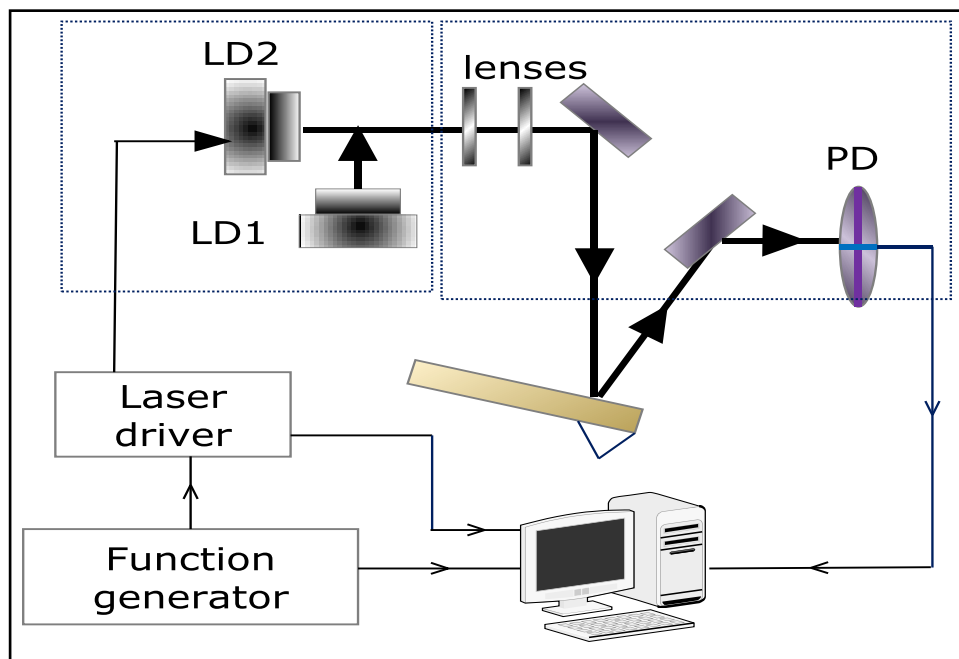 LD2
lenses
PD
LD1
Laser
driver
Function
generator